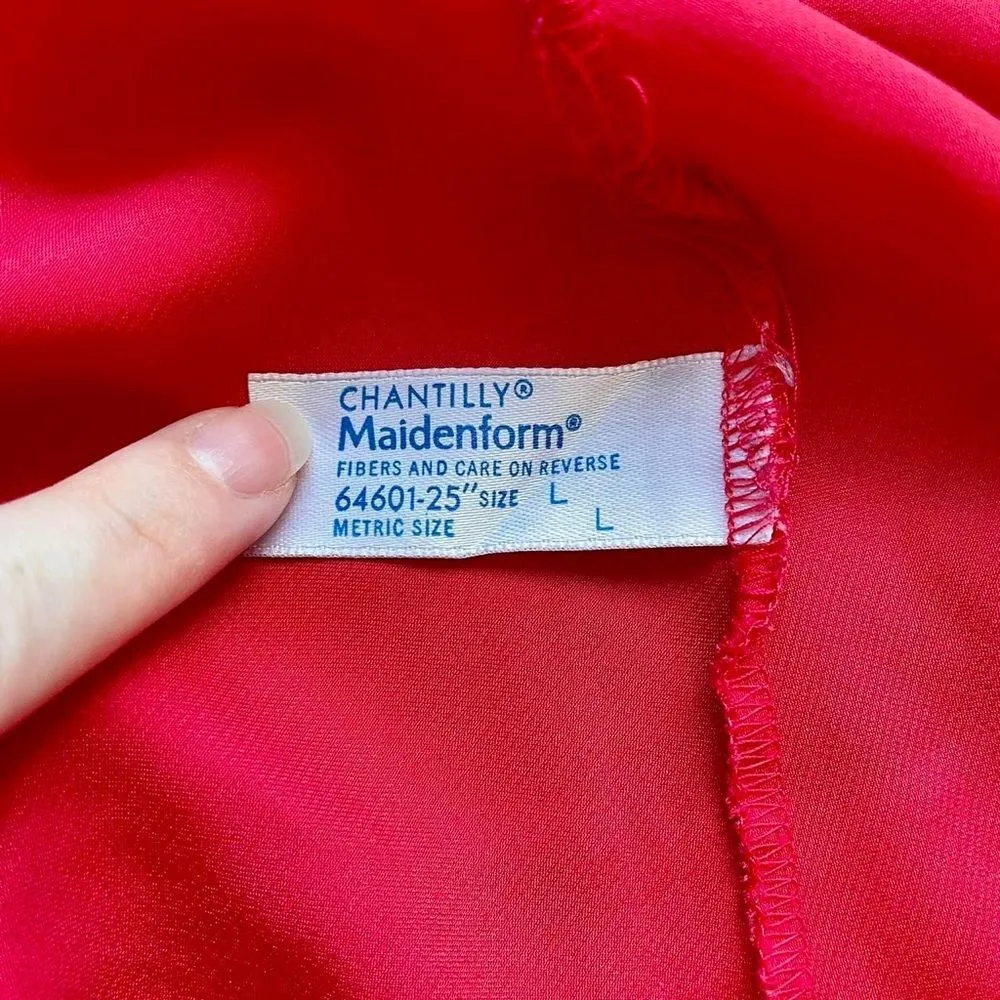 CHANTILLY®
Maidenform®
FIBERS AND CARE ON REVERSE
64601-25" SIZE L
METRIC SIZE L